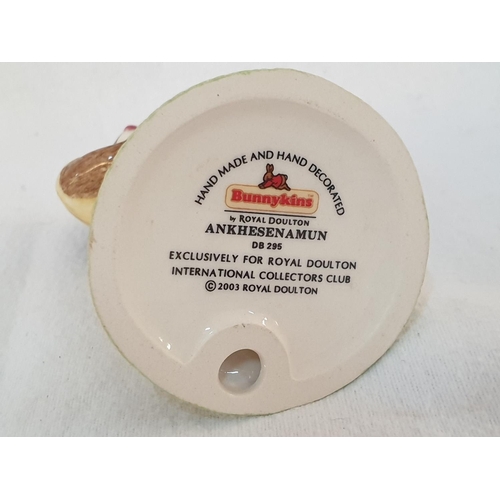 HAND MADE AND HAND DECORATED
Bunnykins
by ROYAL DOULTON
ANKHESENAMUN
DB 295
EXCLUSIVELY FOR ROYAL DOULTON
INTERNATIONAL COLLECTORS CLUB
© 2003 ROYAL DOULTON